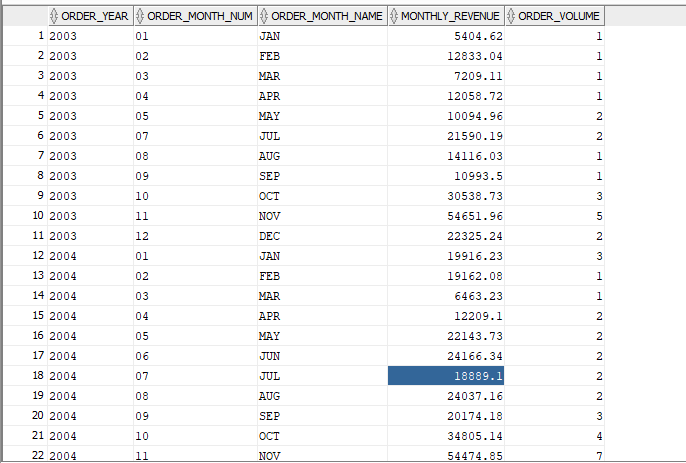 ORDER_YEAR ORDER_MONTH_NUM ORDER_MONTH_NAME MONTHLY_REVENUE ORDER_VOLUME
1 2003 01 JAN 5404.62 1
2 2003 02 FEB 12833.04 1
3 2003 03 MAR 7209.11 1
4 2003 04 APR 12058.72 1
5 2003 05 MAY 10094.96 2
6 2003 07 JUL 21590.19 2
7 2003 08 AUG 14116.03 1
8 2003 09 SEP 10993.5 1
9 2003 10 OCT 30538.73 3
10 2003 11 NOV 54651.96 5
11 2003 12 DEC 22325.24 2
12 2004 01 JAN 19916.23 3
13 2004 02 FEB 19162.08 1
14 2004 03 MAR 6463.23 1
15 2004 04 APR 12209.1 2
16 2004 05 MAY 22143.73 2
17 2004 06 JUN 24166.34 2
18 2004 07 JUL 18889.1 2
19 2004 08 AUG 24037.16 2
20 2004 09 SEP 20174.18 3
21 2004 10 OCT 34805.14 4
22 2004 11 NOV 54474.85 7